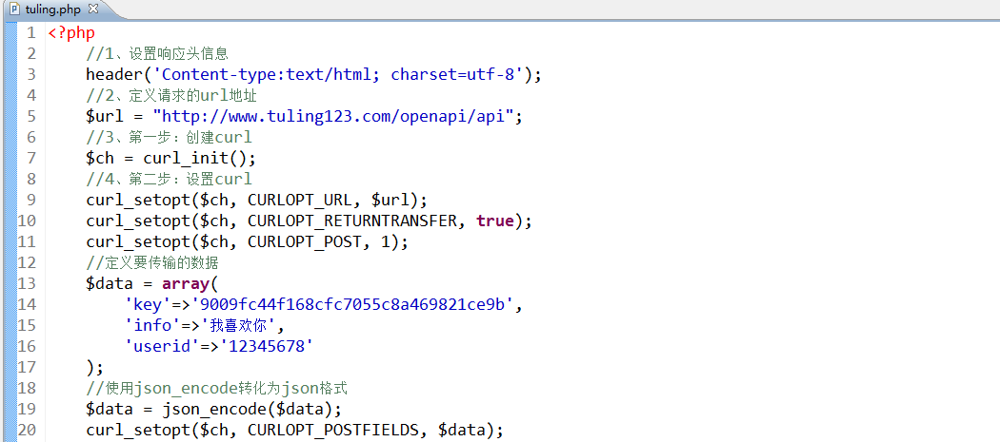 tuling.php
1 <?php
2 //1、设置响应头信息
3 header('Content-type:text/html; charset=utf-8');
4 //2、定义请求的url地址
5 $url = "http://www.tuling123.com/openapi/api";
6 //3、第一步：创建curl
7 $ch = curl_init();
8 //4、第二步：设置curl
9 curl_setopt($ch, CURLOPT_URL, $url);
10 curl_setopt($ch, CURLOPT_RETURNTRANSFER, true);
11 curl_setopt($ch, CURLOPT_POST, 1);
12 //定义要传输的数据
13 $data = array(
14 'key'=>'9009fc44f168cfc7055c8a469821ce9b',
15 'info'=>'我喜欢你',
16 'userid'=>'12345678'
17 );
18 //使用json_encode转化为json格式
19 $data = json_encode($data);
20 curl_setopt($ch, CURLOPT_POSTFIELDS, $data);